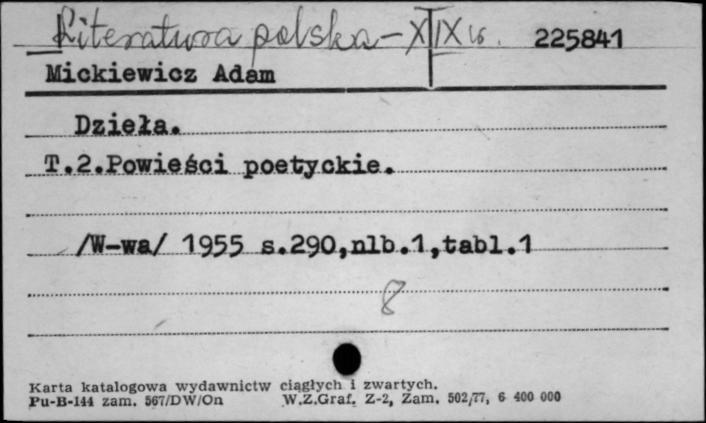 Literatura polska - XIX w. 225841
Mickiewicz Adam
Dzieła.
T.2.Powieści poetyckie.
/W-wa/ 1955 s.290,nlb.1,tabl.1
8
Karta katalogowa wydawnictw ciągłych i zwartych.
Pu-B-144 zam. 567/DW/On W.Z.Graf. Z-2, Zam. 502/77, 6 400 000